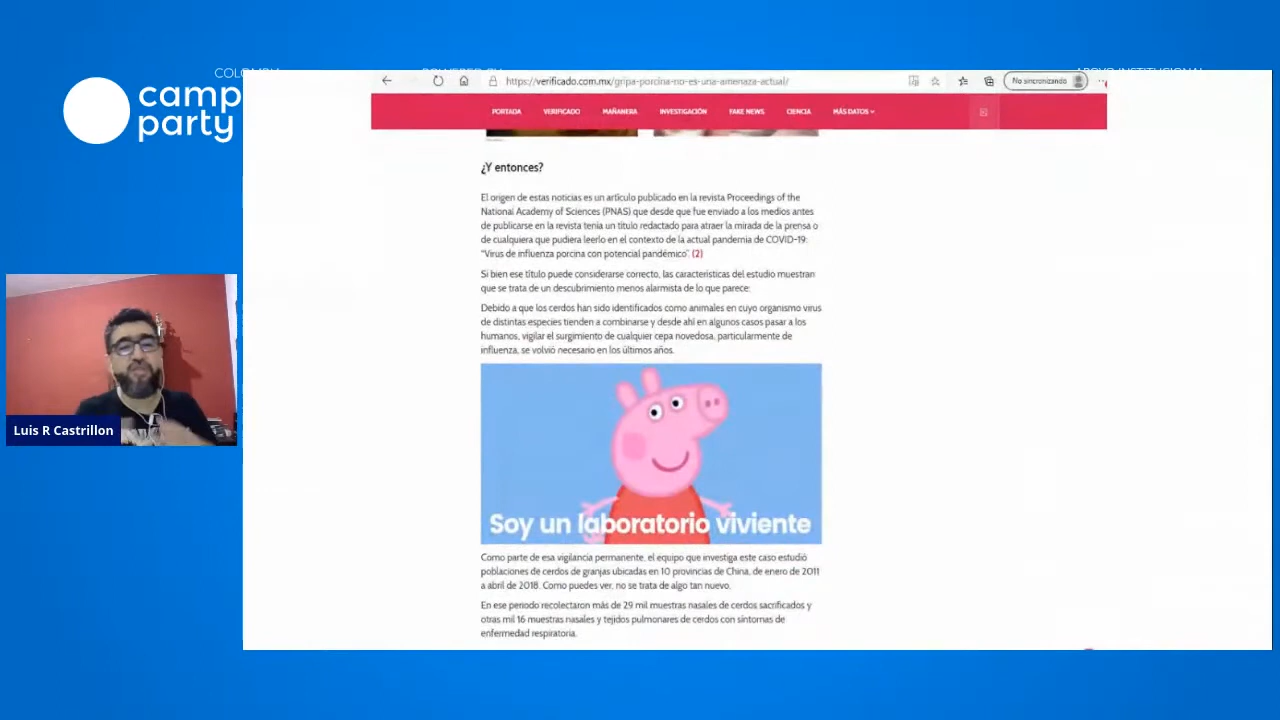 COLOMBIA
POWERED BY
APOYO INSTITUCIONAL
camp
party
https://verificado.com.mx/gripa-porcina-no-es-una-amenaza-actual/
No sincronizando
PORTADA VERIFICADO MAÑANERA INVESTIGACIÓN FAKE NEWS CIENCIA MÁS DATOS
¿Y entonces?
El origen de estas noticias es un artículo publicado en la revista Proceedings of the
National Academy of Sciences (PNAS) que desde que fue enviado a los medios antes
de publicarse en la revista tenía un título redactado para atraer la mirada de la prensa o
de cualquiera que pudiera leerlo en el contexto de la actual pandemia de COVID-19:
“Virus de influenza porcina con potencial pandémico”. (2)
Si bien ese título puede considerarse correcto, las características del estudio muestran
que se trata de un descubrimiento menos alarmista de lo que parece:
Debido a que los cerdos han sido identificados como animales en cuyo organismo virus
de distintas especies tienden a combinarse y desde ahí en algunos casos pasar a los
humanos, vigilar el surgimiento de cualquier cepa novedosa, particularmente de
influenza, se volvió necesario en los últimos años.
Soy un laboratorio viviente
Como parte de esa vigilancia permanente, el equipo que investiga este caso estudió
poblaciones de cerdos de granjas ubicadas en 10 provincias de China, de enero de 2011
a abril de 2018. Como puedes ver, no se trata de algo tan nuevo.
En ese periodo recolectaron más de 29 mil muestras nasales de cerdos sacrificados y
otras mil 16 muestras nasales y tejidos pulmonares de cerdos con síntomas de
enfermedad respiratoria.
Luis R Castrillon